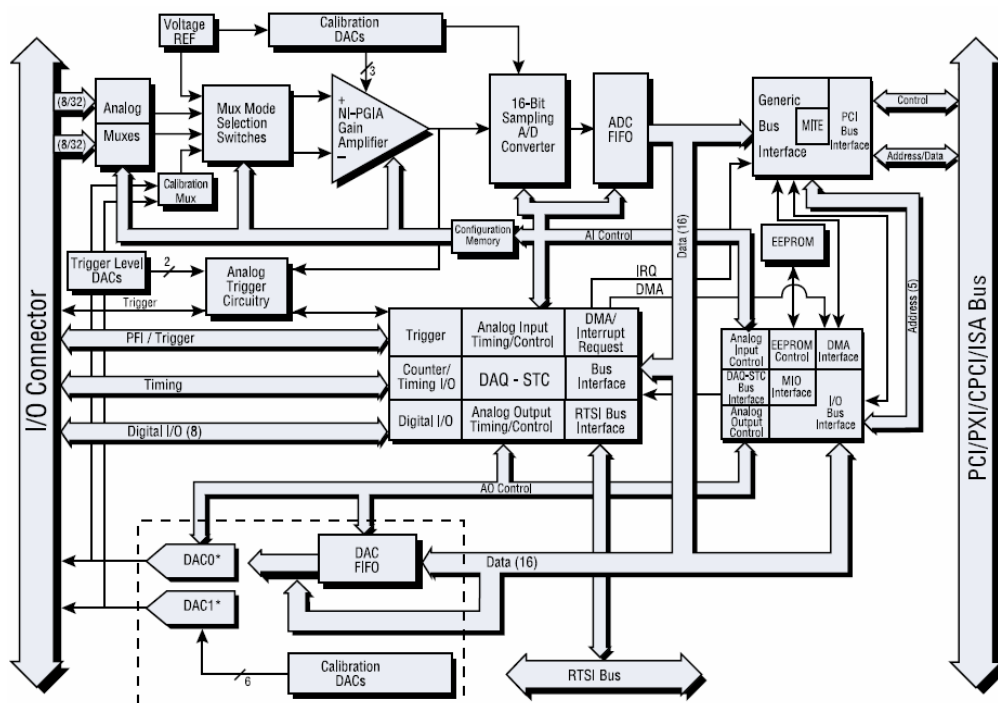 Voltage
REF
Calibration
DACs
3
(8/32)
(8/32)
Analog
Muxes
Mux Mode
Selection
Switches
+
NI-PGIA
Gain
Amplifier
–
16-Bit
Sampling
A/D
Converter
ADC
FIFO
Generic
Bus
Interface
MITE
PCI
Bus
Interface
Control
Address/Data
Calibration
Mux
Configuration
Memory
AI Control
Data (16)
EEPROM
Address (5)
Trigger Level
DACs
2
Analog
Trigger
Circuitry
Trigger
IRQ
DMA
I/O Connector
PCI/PXI/CPCI/ISA Bus
PFI / Trigger
Timing
Digital I/O (8)
Trigger
Analog Input
Timing/Control
DMA/
Interrupt
Request
Counter/
Timing I/O
DAQ - STC
Bus
Interface
Digital I/O
Analog Output
Timing/Control
RTSI Bus
Interface
Analog
Input
Control
EEPROM
Control
DMA
Interface
DAQ-STC
Bus
Interface
MIO
Interface
I/O
Bus
Interface
Analog
Output
Control
AO Control
DAC0*
DAC
FIFO
Data (16)
DAC1*
6
Calibration
DACs
RTSI Bus